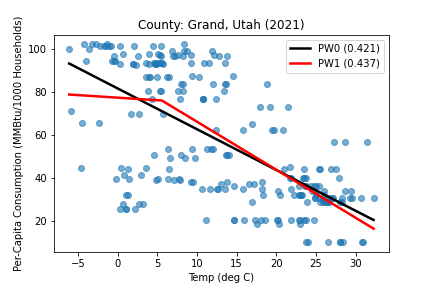 County: Grand, Utah (2021)
PW0 (0.421)
PW1 (0.437)
Per-Capita Consumption (MMBtu/1000 Households)
100
80
60
40
20
−5 0 5 10 15 20 25 30
Temp (deg C)